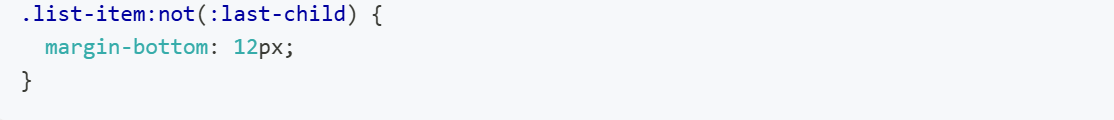 .list-item:not(:last-child) {
  margin-bottom: 12px;
}